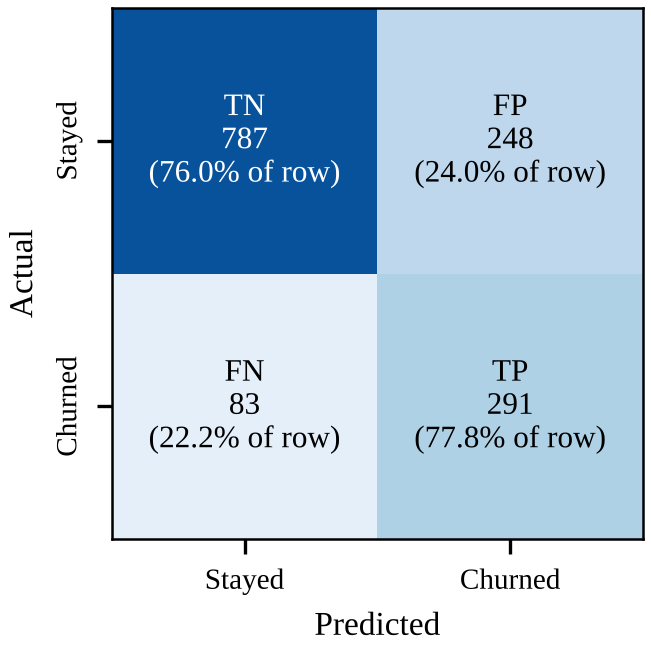 Actual
Stayed
TN
787
(76.0% of row)
FP
248
(24.0% of row)
Churned
FN
83
(22.2% of row)
TP
291
(77.8% of row)
Stayed
Churned
Predicted